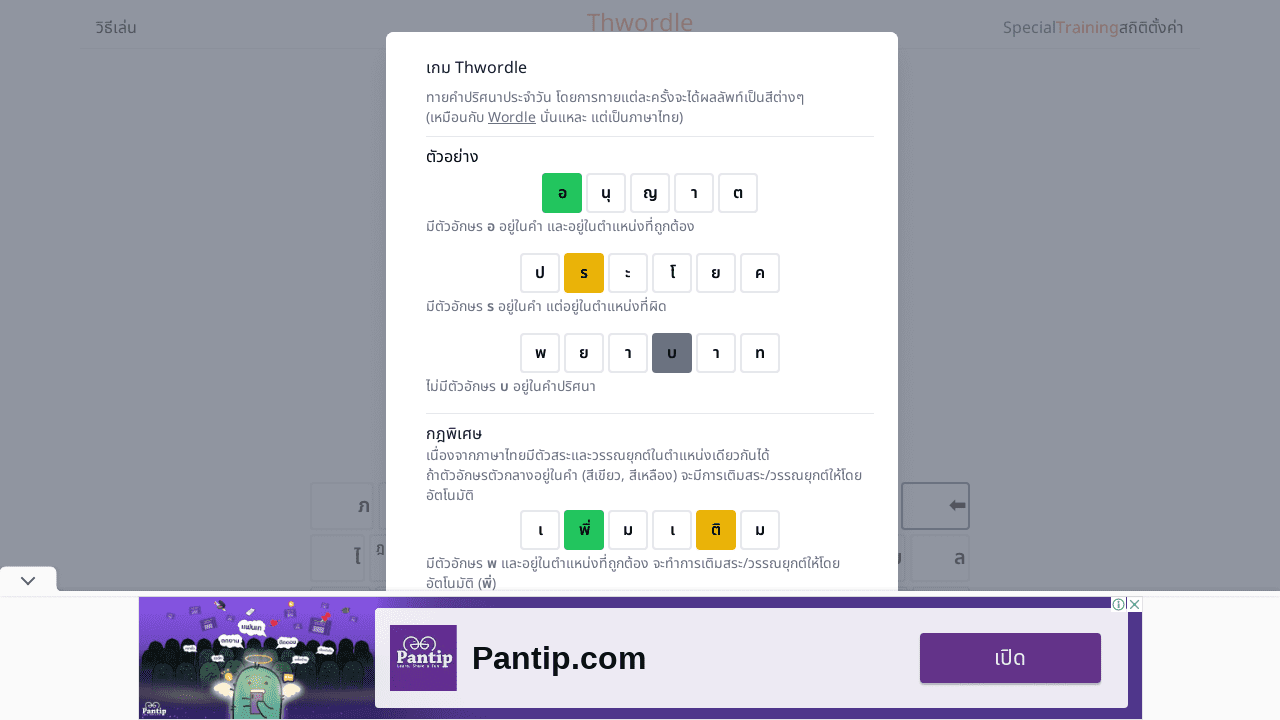 วิธีเล่น
Thwordle
Special Training สถิติ ตั้งค่า
เกม Thwordle
ทายคำปริศนาประจำวัน โดยการทายแต่ละครั้งจะได้ผลลัพท์เป็นสีต่างๆ
(เหมือนกับ Wordle นั่นแหละ แต่เป็นภาษาไทย)
ตัวอย่าง
อ นุ ญ า ต
มีตัวอักษร อ อยู่ในคำ และอยู่ในตำแหน่งที่ถูกต้อง
ป ร ะ โ ย ค
มีตัวอักษร ร อยู่ในคำ แต่อยู่ในตำแหน่งที่ผิด
พ ย า บ า ท
ไม่มีตัวอักษร บ อยู่ในคำปริศนา
กฎพิเศษ
เนื่องจากภาษาไทยมีตัวสระและวรรณยุกต์ในตำแหน่งเดียวกันได้
ถ้าตัวอักษรตัวกลางอยู่ในคำ (สีเขียว, สีเหลือง) จะมีการเติมสระ/วรรณยุกต์ให้โดย
อัตโนมัติ
เ พี่ ม เ ติ ม
มีตัวอักษร พ และอยู่ในตำแหน่งที่ถูกต้อง จะทำการเติมสระ/วรรณยุกต์ให้โดย
อัตโนมัติ (พี่)
ภ ⬅
ไ ล
Pantip
Learn, Share & Fun
Pantip.com
เปิด
Pantip